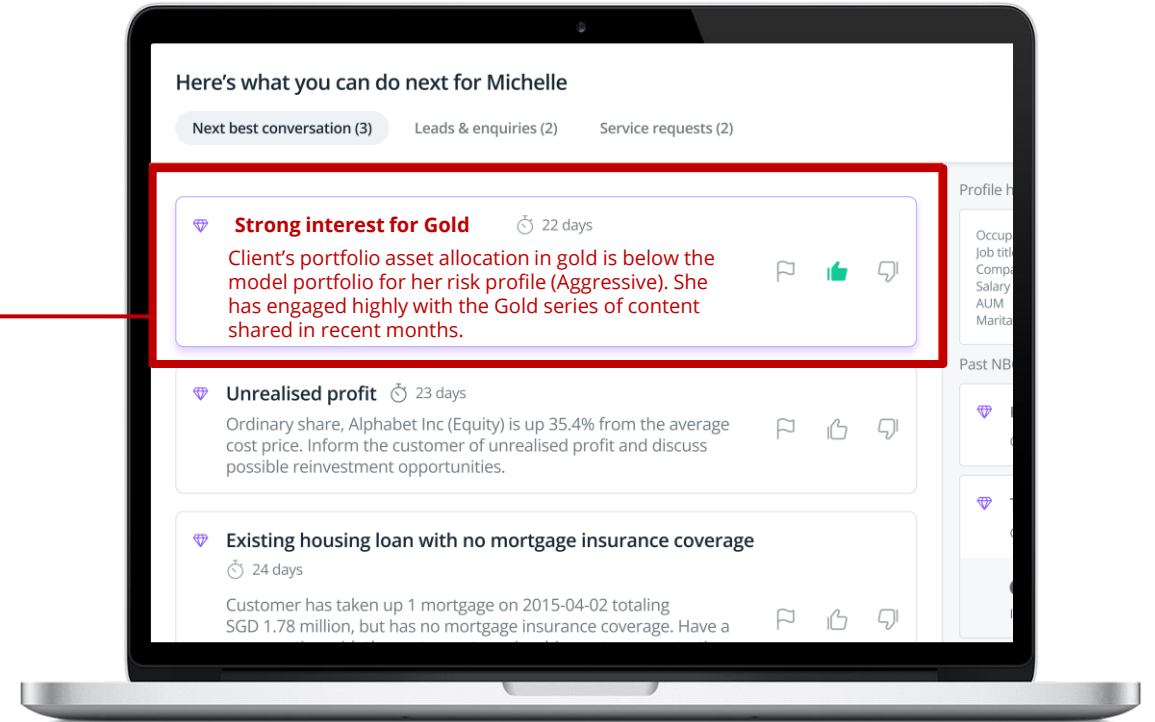 Here’s what you can do next for Michelle
Next best conversation (3) Leads & enquiries (2) Service requests (2)
Strong interest for Gold 22 days
Client’s portfolio asset allocation in gold is below the
model portfolio for her risk profile (Aggressive). She
has engaged highly with the Gold series of content
shared in recent months.
Unrealised profit 23 days
Ordinary share, Alphabet Inc (Equity) is up 35.4% from the average
cost price. Inform the customer of unrealised profit and discuss
possible reinvestment opportunities.
Existing housing loan with no mortgage insurance coverage
24 days
Customer has taken up 1 mortgage on 2015-04-02 totaling
SGD 1.78 million, but has no mortgage insurance coverage. Have a
Profile
Job
Salary
AUM
Past